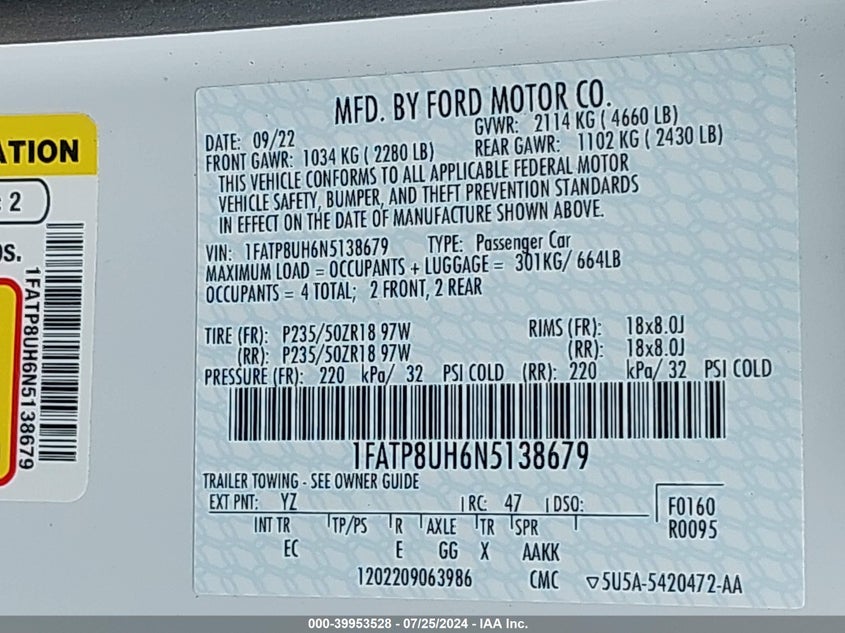 MFD. BY FORD MOTOR CO.
DATE: 09/22 GVWR: 2114 KG ( 4660 LB)
FRONT GAWR: 1034 KG ( 2280 LB) REAR GAWR: 1102 KG ( 2430 LB)
THIS VEHICLE CONFORMS TO ALL APPLICABLE FEDERAL MOTOR
VEHICLE SAFETY, BUMPER, AND THEFT PREVENTION STANDARDS
IN EFFECT ON THE DATE OF MANUFACTURE SHOWN ABOVE.
VIN: 1FATP8UH6N5138679 TYPE: Passenger Car
MAXIMUM LOAD = OCCUPANTS + LUGGAGE = 301KG/ 664LB
OCCUPANTS = 4 TOTAL; 2 FRONT, 2 REAR
TIRE (FR): P235/50ZR18 97W RIMS (FR): 18x8.0J
(RR): P235/50ZR18 97W (RR): 18x8.0J
PRESSURE (FR): 220 kPa/ 32 PSI COLD (RR): 220 kPa/ 32 PSI COLD
1FATP8UH6N5138679
TRAILER TOWING - SEE OWNER GUIDE
EXT PNT: YZ RC: 47 DSO: F0160
INT TR TP/PS R AXLE TR SPR R0095
EC E GG X AAKK
1202209063986 CMC ▽5U5A-5420472-AA
ATION
: 2
OS.
1FATP8UH6N5138679
000-39953528 - 07/25/2024 - IAA Inc.